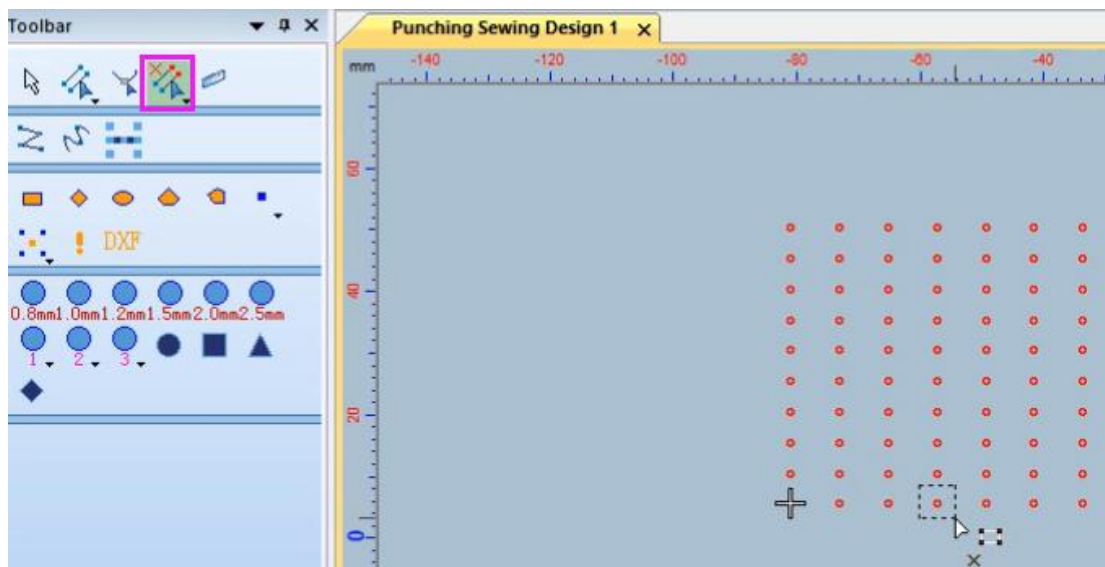 Toolbar
Punching Sewing Design 1
mm
-140 -120 -100 -80 -60 -40
60
40
20
0
DXF
0.8mm1.0mm1.2mm1.5mm2.0mm2.5mm
1 2 3